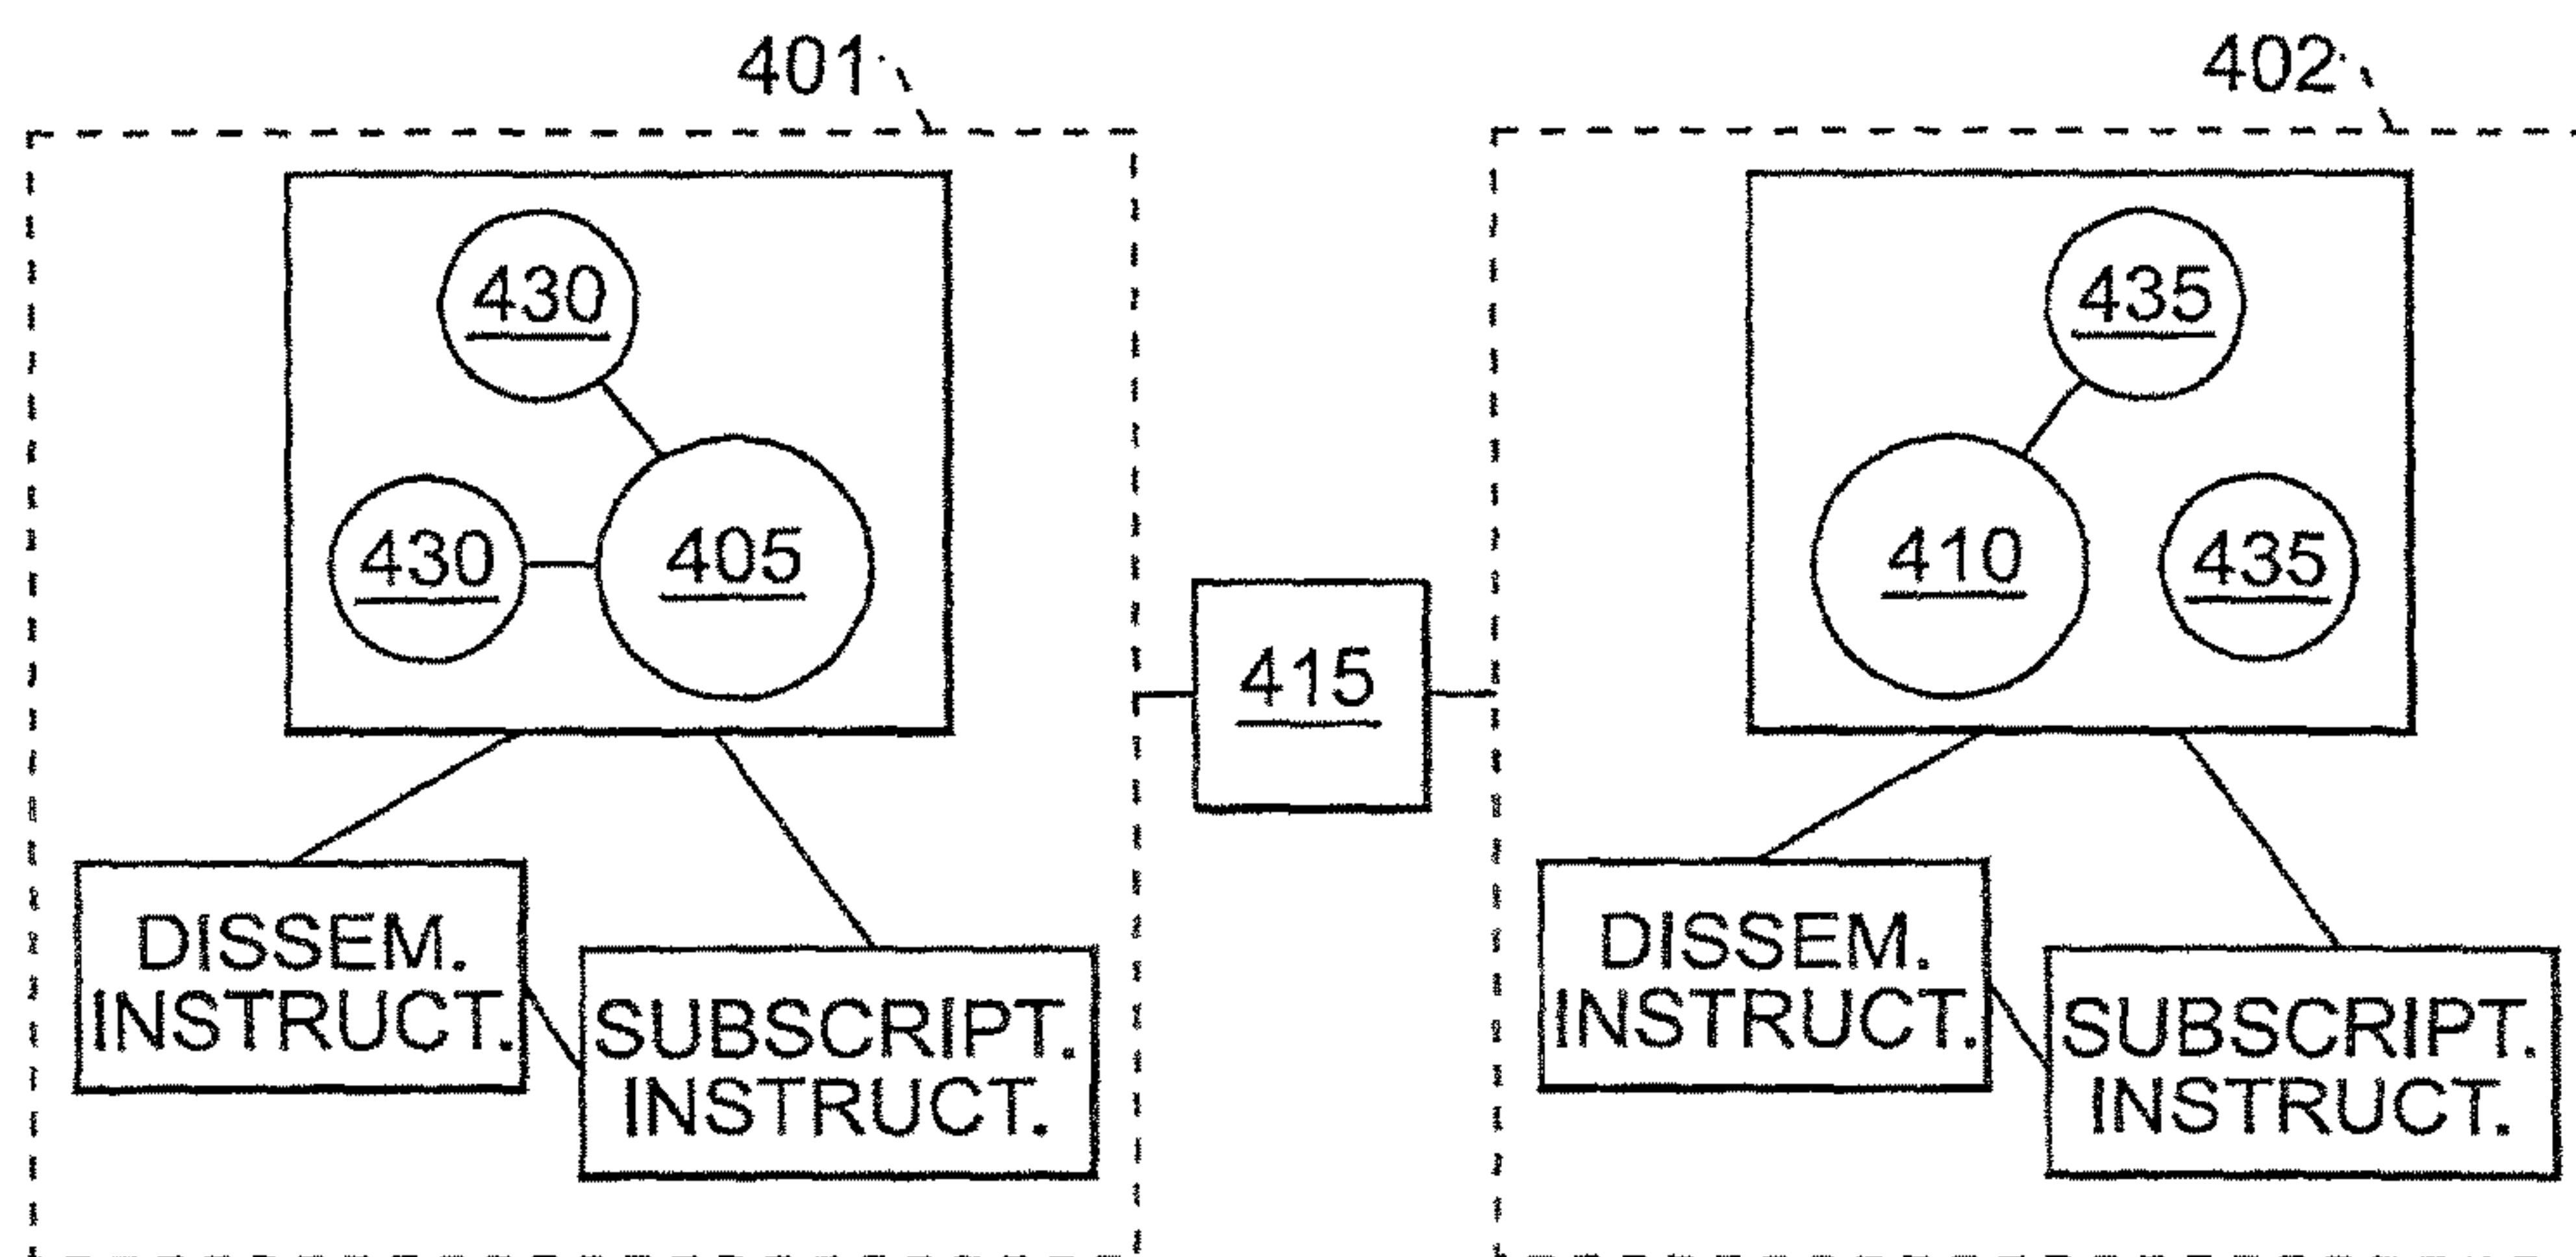 401
402
430
435
430
405
410
435
415
DISSEM.
INSTRUCT.
SUBSCRIPT.
INSTRUCT.
DISSEM.
INSTRUCT.
SUBSCRIPT.
INSTRUCT.